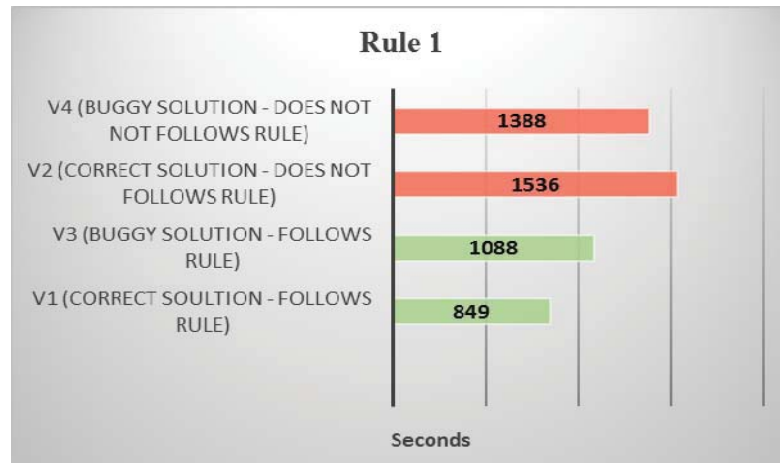 Rule 1
V4 (BUGGY SOLUTION - DOES NOT
NOT FOLLOWS RULE)
1388
V2 (CORRECT SOLUTION - DOES NOT
FOLLOWS RULE)
1536
V3 (BUGGY SOLUTION - FOLLOWS
RULE)
1088
V1 (CORRECT SOULTION - FOLLOWS
RULE)
849
Seconds